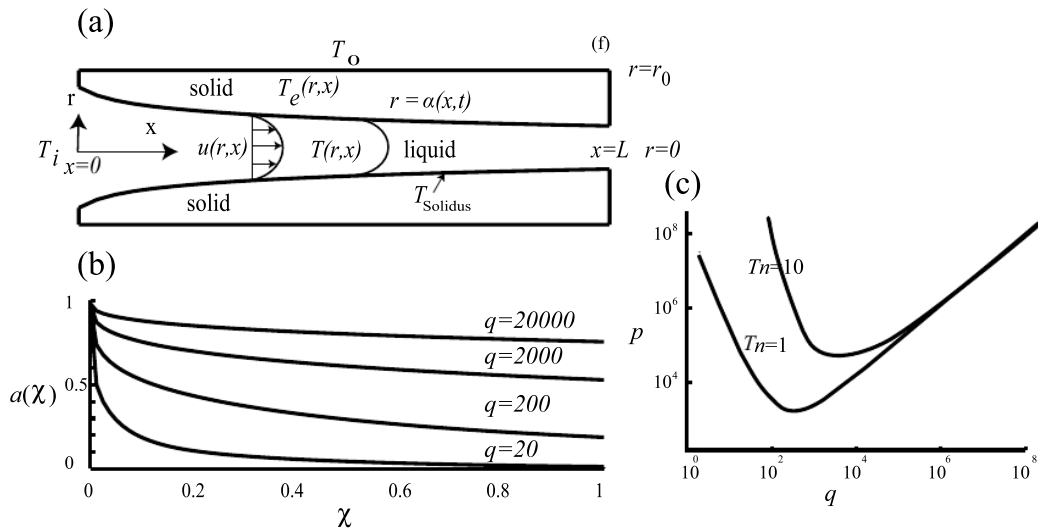 (a)
(f)
T_o
r=r_0
solid
T_e(r,x)
r = α(x,t)
r
x
T_i x=0
u(r,x)
T(r,x)
liquid
x=L r=0
solid
T_Solidus
(b)
1
0.5
0
a(χ)
q=20000
q=2000
q=200
q=20
0 0.2 0.4 0.6 0.8 1
χ
(c)
10^8
10^6
10^4
p
Tn=10
Tn=1
10^0 10^2 10^4 10^6 10^8
q